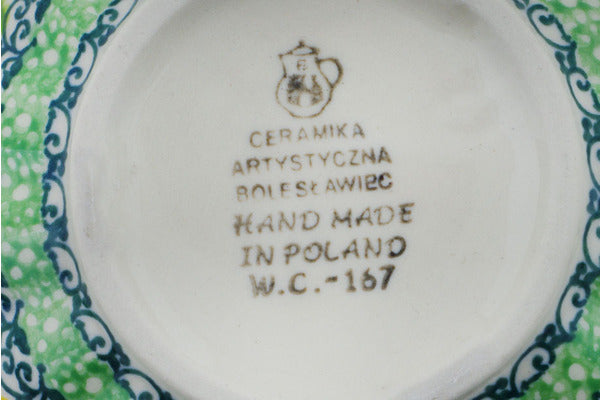 CERAMIKA
ARTYSTYCZNA
BOLESŁAWIEC
HAND MADE
IN POLAND
W.C.-167